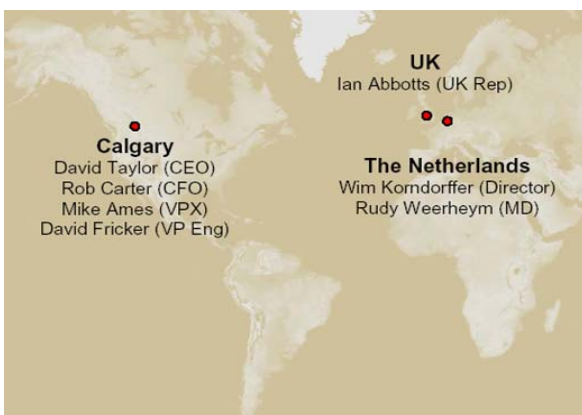 UK
Ian Abbotts (UK Rep)
Calgary
David Taylor (CEO)
Rob Carter (CFO)
Mike Ames (VPX)
David Fricker (VP Eng)
The Netherlands
Wim Korndorffer (Director)
Rudy Weerheym (MD)